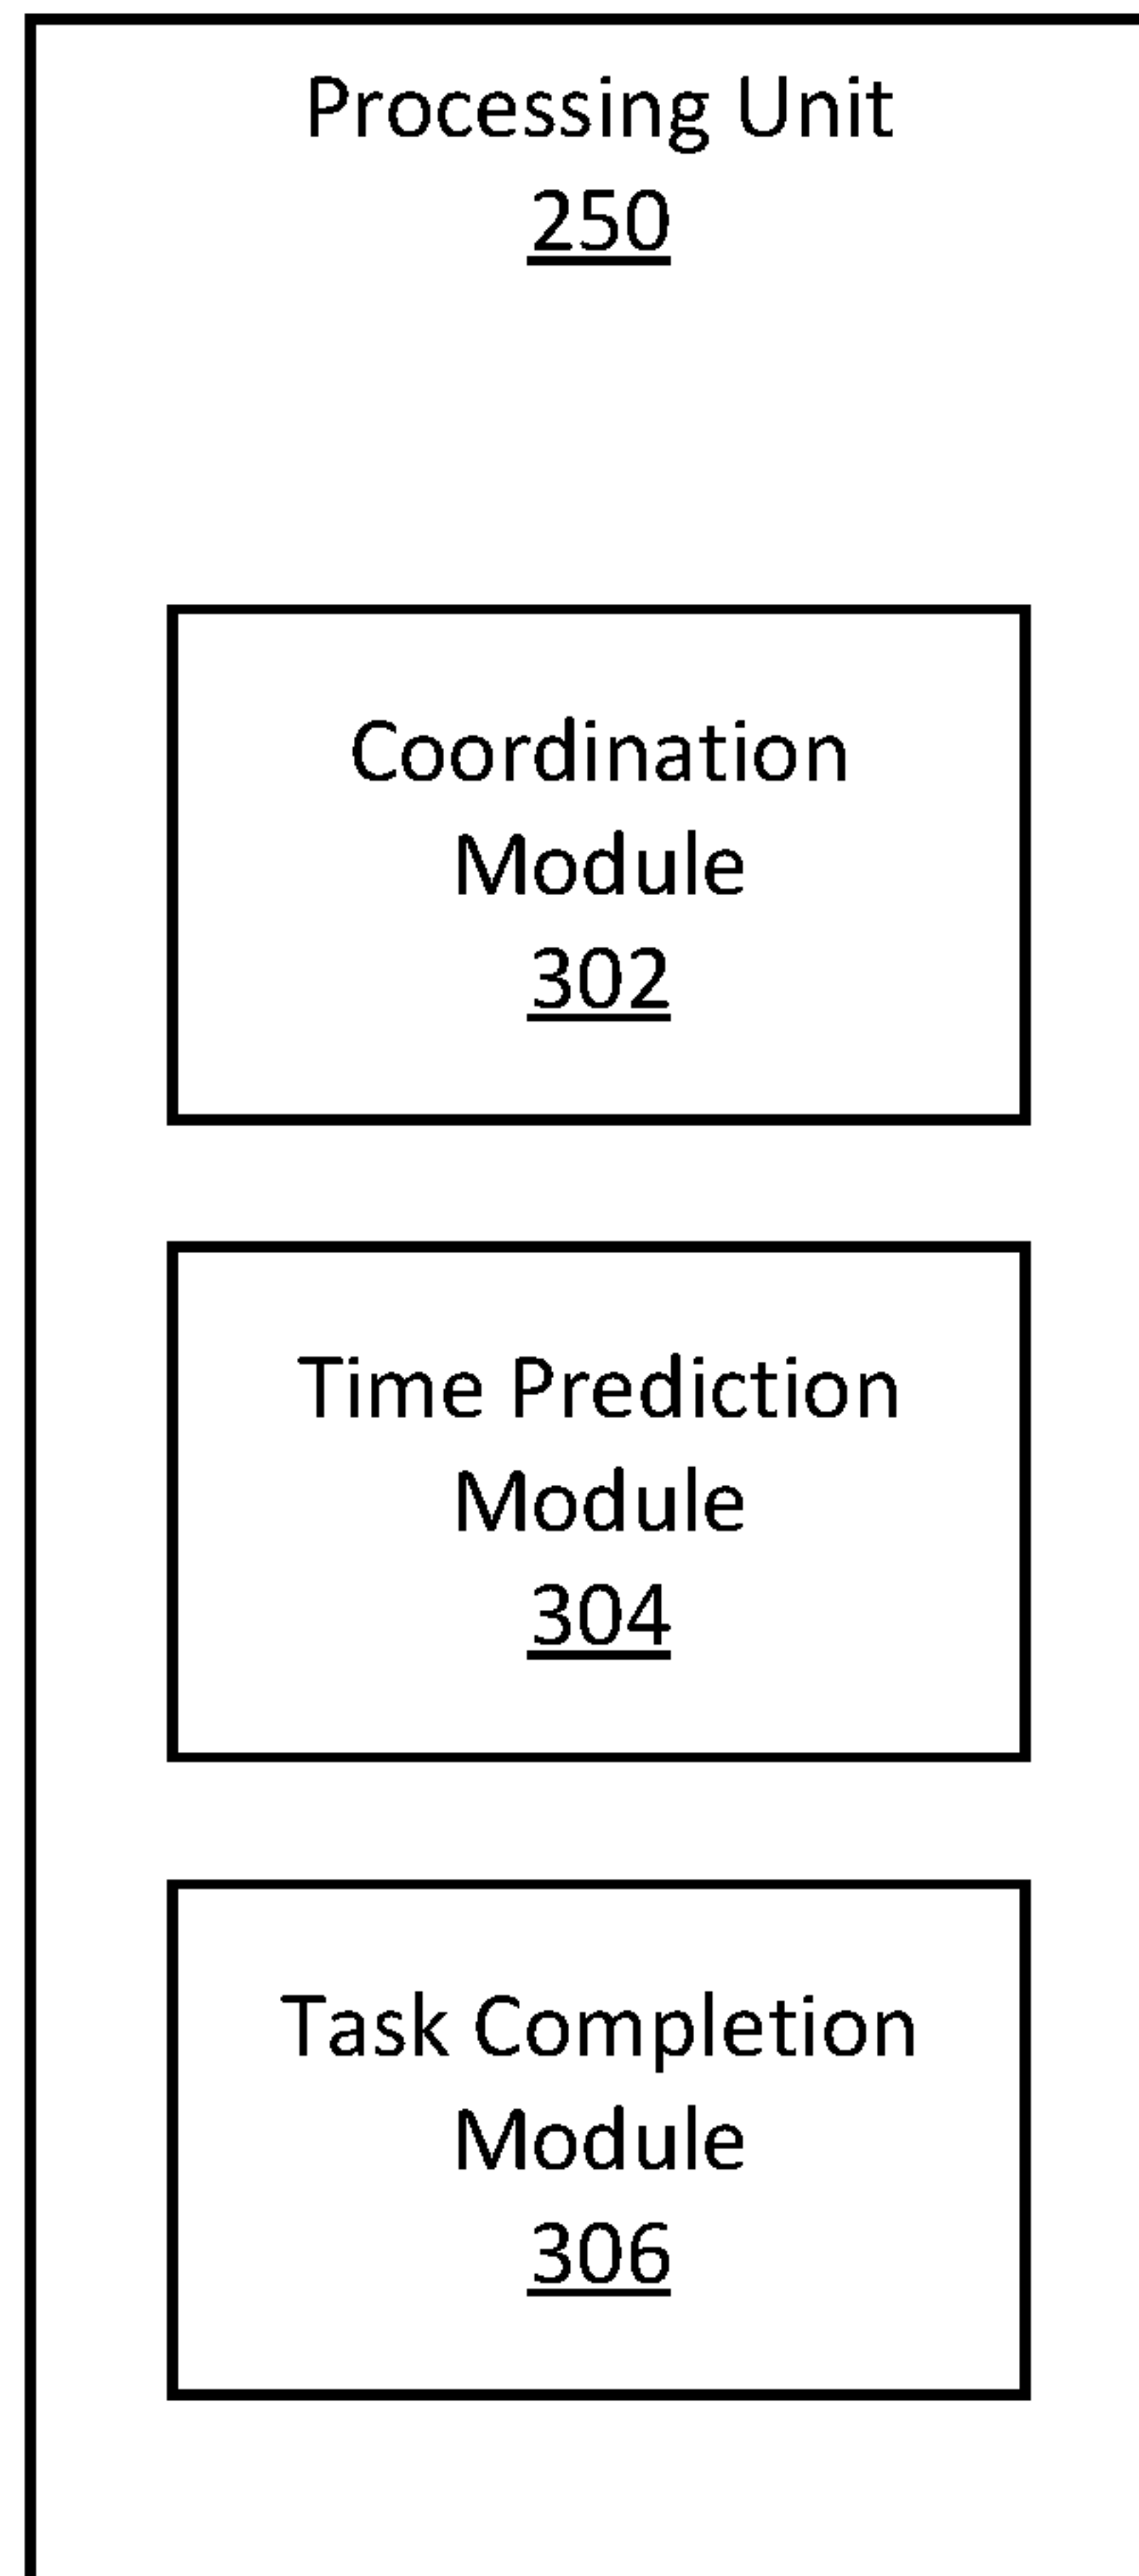 Processing Unit
250
Coordination
Module
302
Time Prediction
Module
304
Task Completion
Module
306